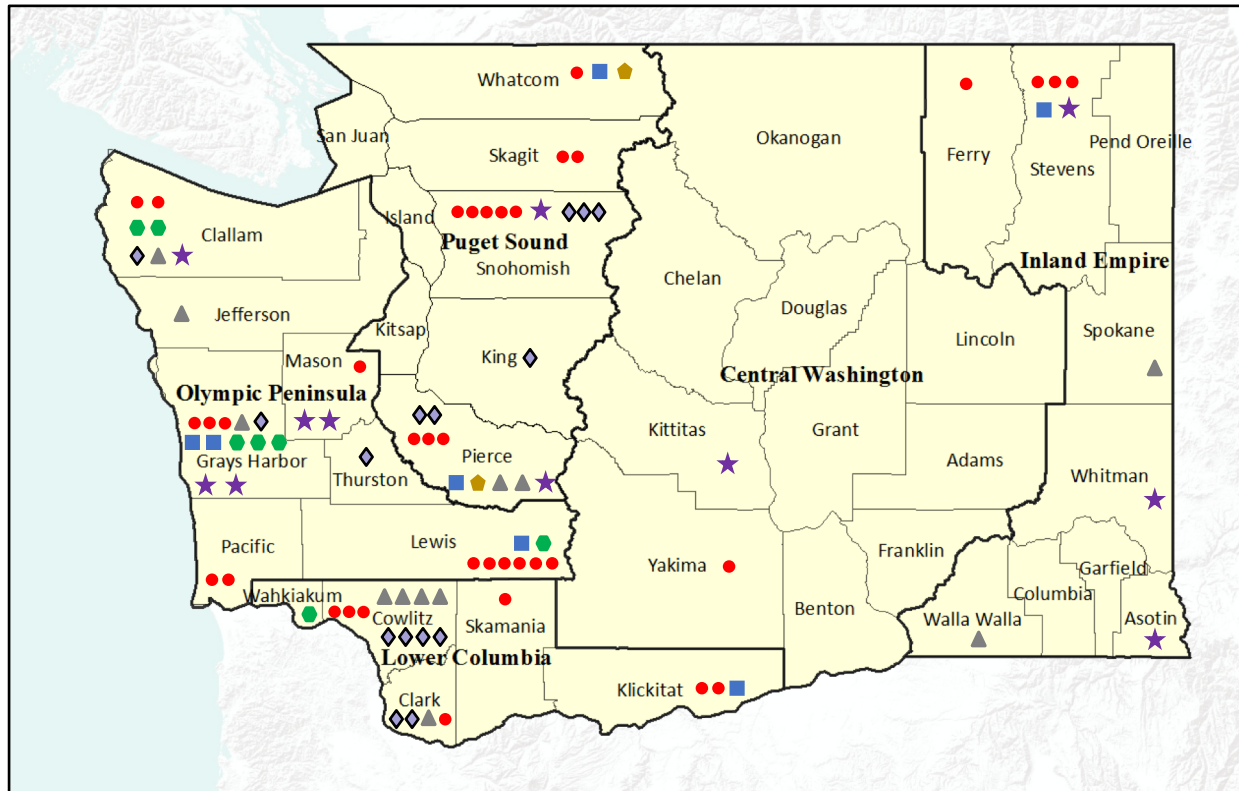 Whatcom
Okanogan
San Juan
Skagit
Pend Oreille
Ferry
Stevens
Island
Clallam
Puget Sound
Snohomish
Inland Empire
Chelan
Douglas
Jefferson
Kitsap
King
Lincoln
Spokane
Mason
Central Washington
Olympic Peninsula
Kittitas
Grant
Pierce
Grays Harbor
Thurston
Adams
Whitman
Lewis
Pacific
Franklin
Yakima
Garfield
Wahkiakum
Columbia
Benton
Cowlitz
Skamania
Walla Walla
Asotin
Lower Columbia
Klickitat
Clark